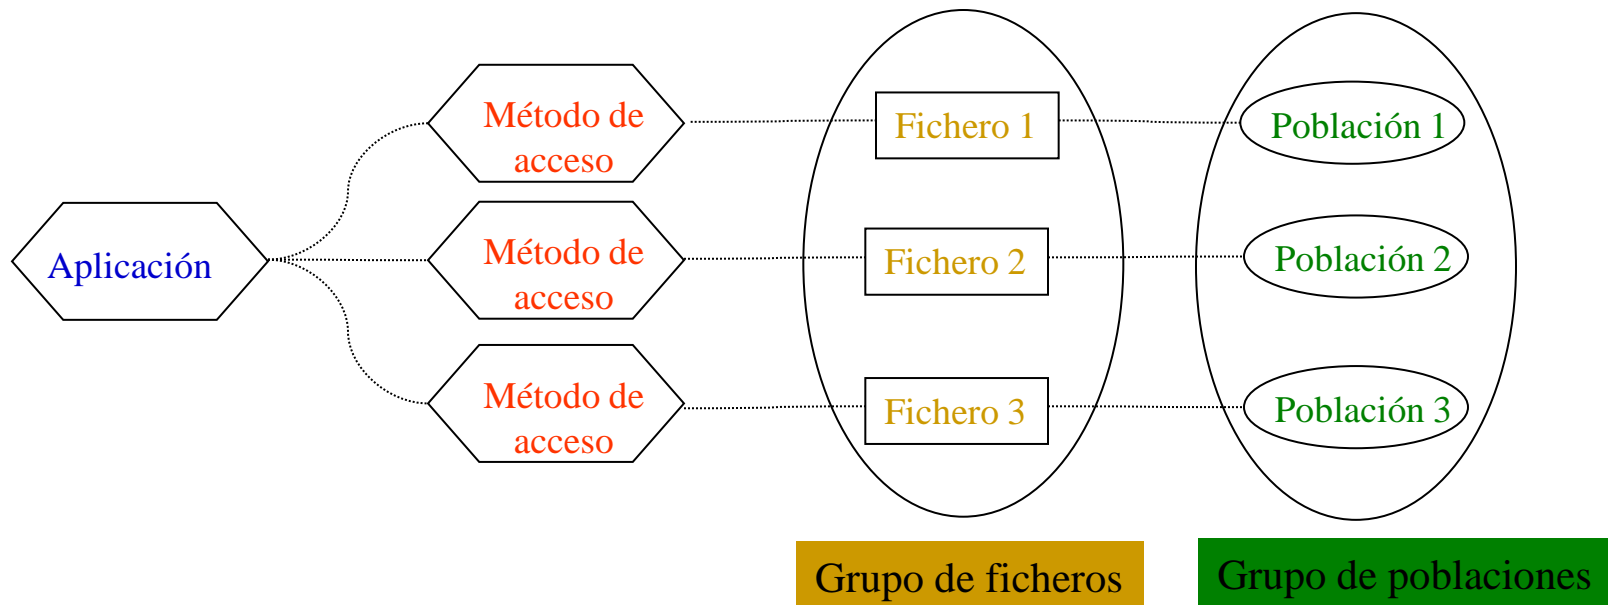 Método de
acceso
Fichero 1
Población 1
Aplicación
Método de
acceso
Fichero 2
Población 2
Método de
acceso
Fichero 3
Población 3
Grupo de ficheros
Grupo de poblaciones